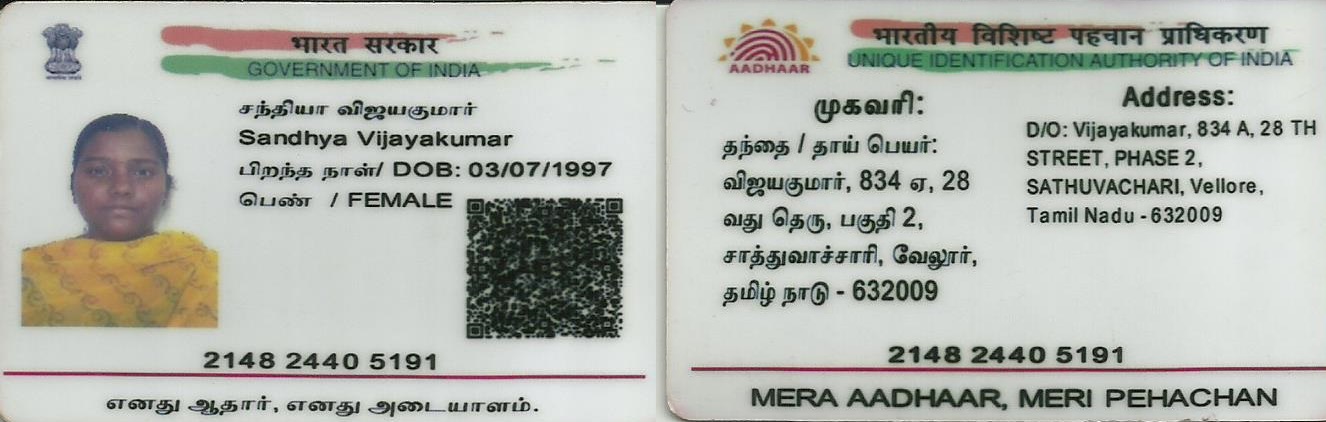 भारत सरकार
GOVERNMENT OF INDIA
சந்தியா விஜயகுமார்
Sandhya Vijayakumar
பிறந்த நாள்/ DOB: 03/07/1997
பெண் / FEMALE
2148 2440 5191
எனது ஆதார், எனது அடையாளம்.
AADHAAR
भारतीय विशिष्ट पहचान प्राधिकरण
UNIQUE IDENTIFICATION AUTHORITY OF INDIA
முகவரி:
தந்தை / தாய் பெயர்:
விஜயகுமார், 834 ஏ, 28
வது தெரு, பகுதி 2,
சாத்துவாச்சாரி, வேலூர்,
தமிழ் நாடு - 632009
Address:
D/O: Vijayakumar, 834 A, 28 TH
STREET, PHASE 2,
SATHUVACHARI, Vellore,
Tamil Nadu - 632009
2148 2440 5191
MERA AADHAAR, MERI PEHACHAN